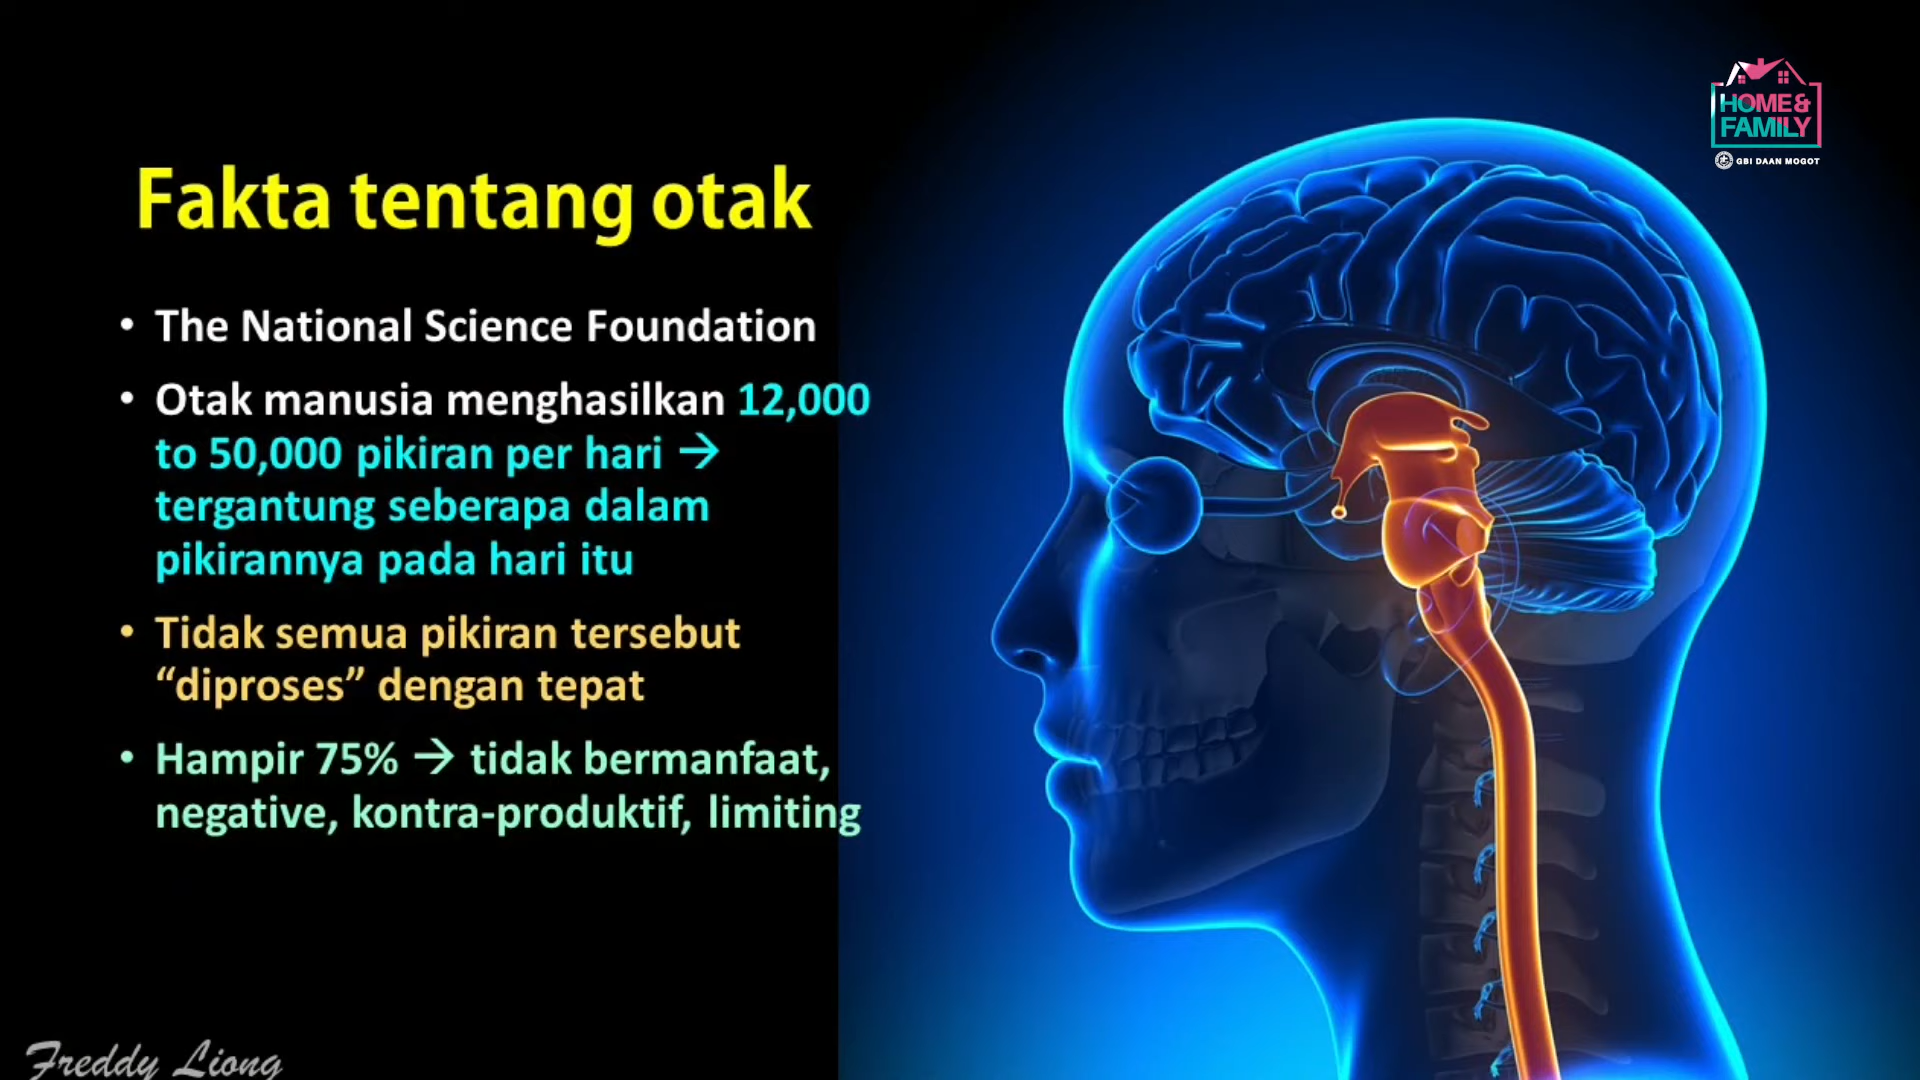 HOME&
FAMILY
GBI DAAN MOGOT
Fakta tentang otak
• The National Science Foundation
• Otak manusia menghasilkan 12,000
to 50,000 pikiran per hari →
tergantung seberapa dalam
pikirannya pada hari itu
• Tidak semua pikiran tersebut
“diproses” dengan tepat
• Hampir 75% → tidak bermanfaat,
negative, kontra-produktif, limiting
Freddy Liong